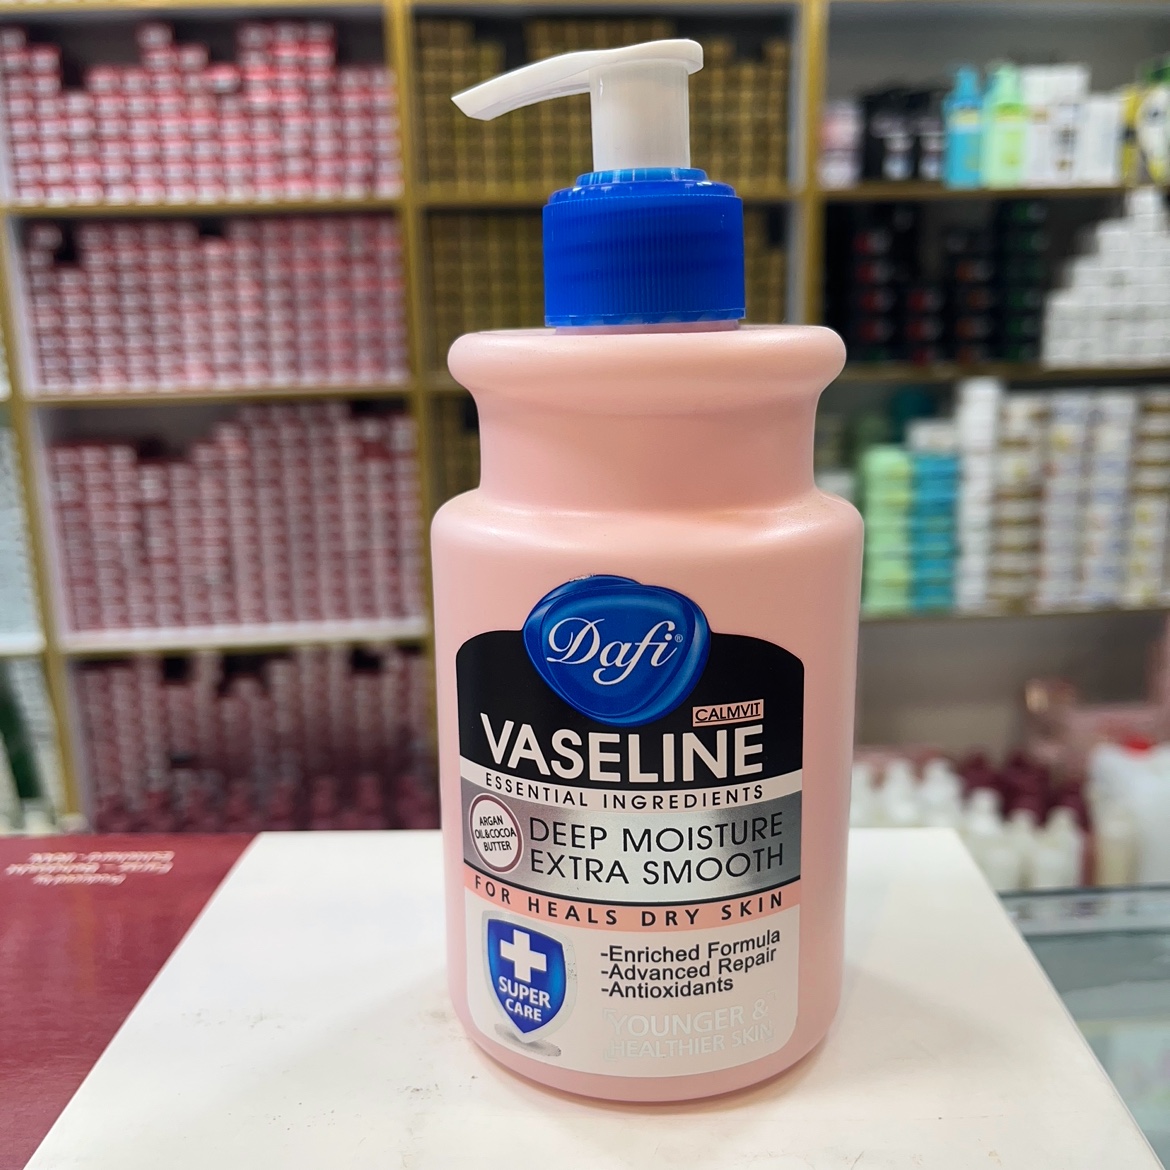 Dafi®
CALMVIT
VASELINE
ESSENTIAL INGREDIENTS
ARGAN
OIL&COCOA
BUTTER
DEEP MOISTURE
EXTRA SMOOTH
FOR HEALS DRY SKIN
SUPER
CARE
-Enriched Formula
-Advanced Repair
-Antioxidants
YOUNGER &
HEALTHIER SKIN